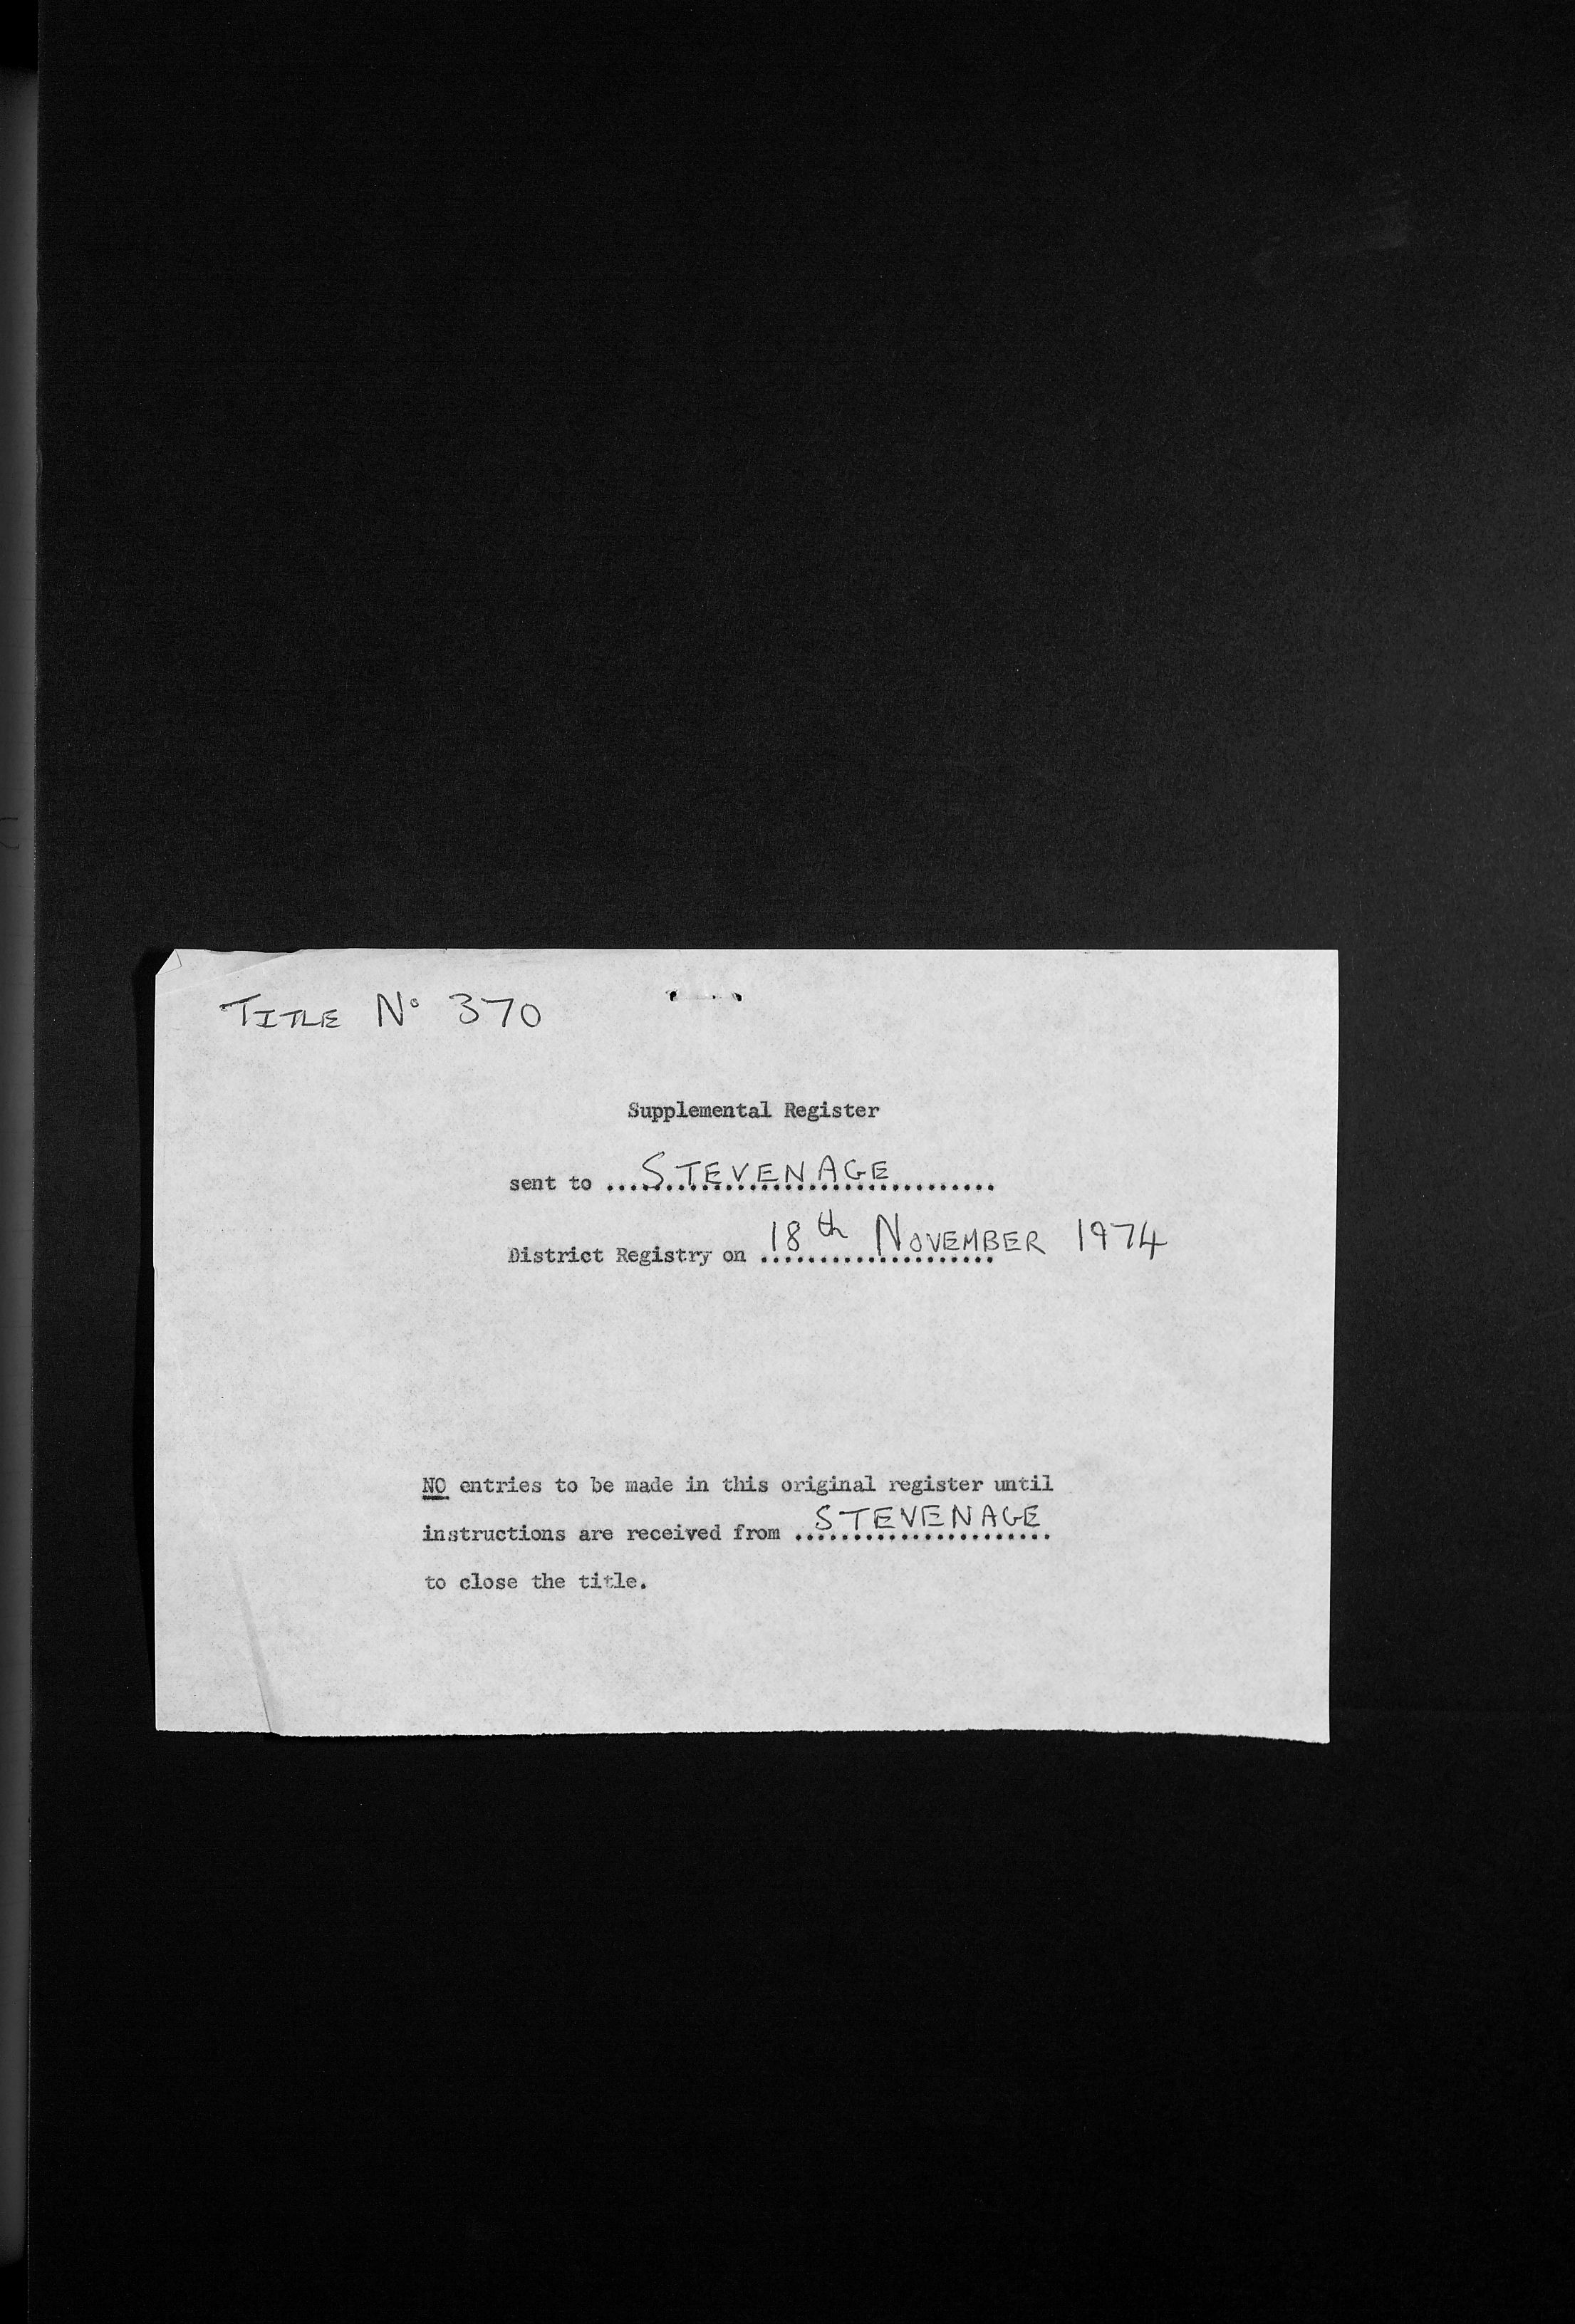 TITLE No 370
Supplemental Register
sent to ....STEVENAGE.........
District Registry on 18th NOVEMBER 1974
NO entries to be made in this original register until
instructions are received from STEVENAGE
to close the title.